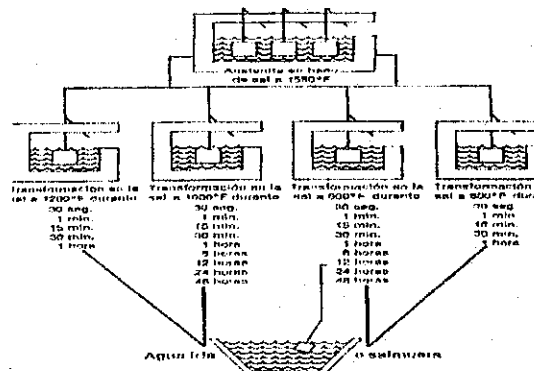 Austenita en baño
de sal a 1550°F
Transformación en la
sal a 1200°F durante
30 seg.
1 min.
15 min.
30 min.
1 hora
Transformación en la
sal a 1000°F durante
30 seg.
1 min.
15 min.
30 min.
1 hora
6 horas
12 horas
24 horas
48 horas
Transformación en la
sal a durante
30 seg.
1 min.
15 min.
30 min.
1 hora
6 horas
12 horas
24 horas
48 horas
Transformación en
sal a
30 seg.
1 min
15 min.
30 min.
1 hora
Agua fría o salmuera